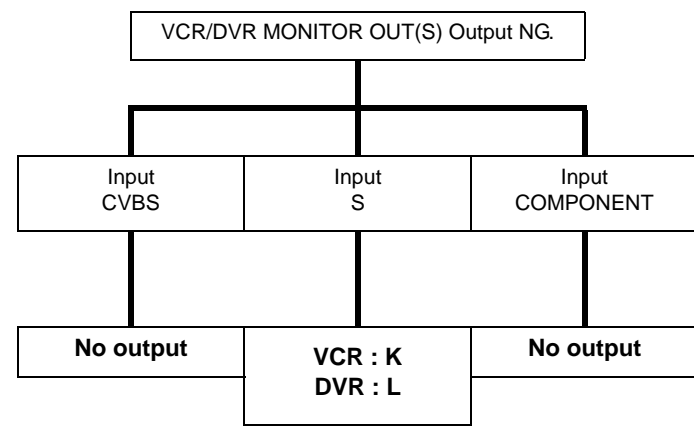 VCR/DVR MONITOR OUT(S) Output NG.
Input
CVBS
Input
S
Input
COMPONENT
No output
VCR : K
DVR : L
No output